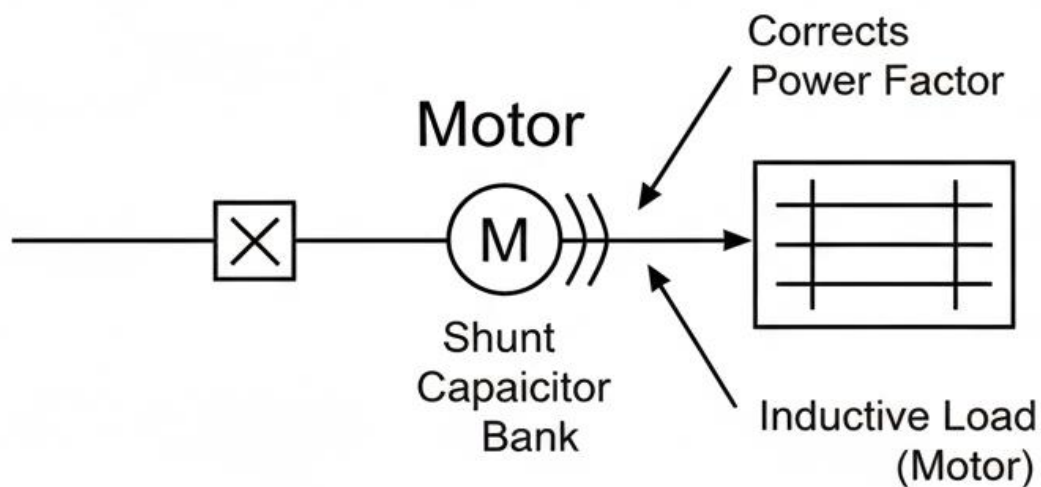 Corrects
Power Factor
Motor
M
Shunt
Capaicitor
Bank
Inductive Load
(Motor)